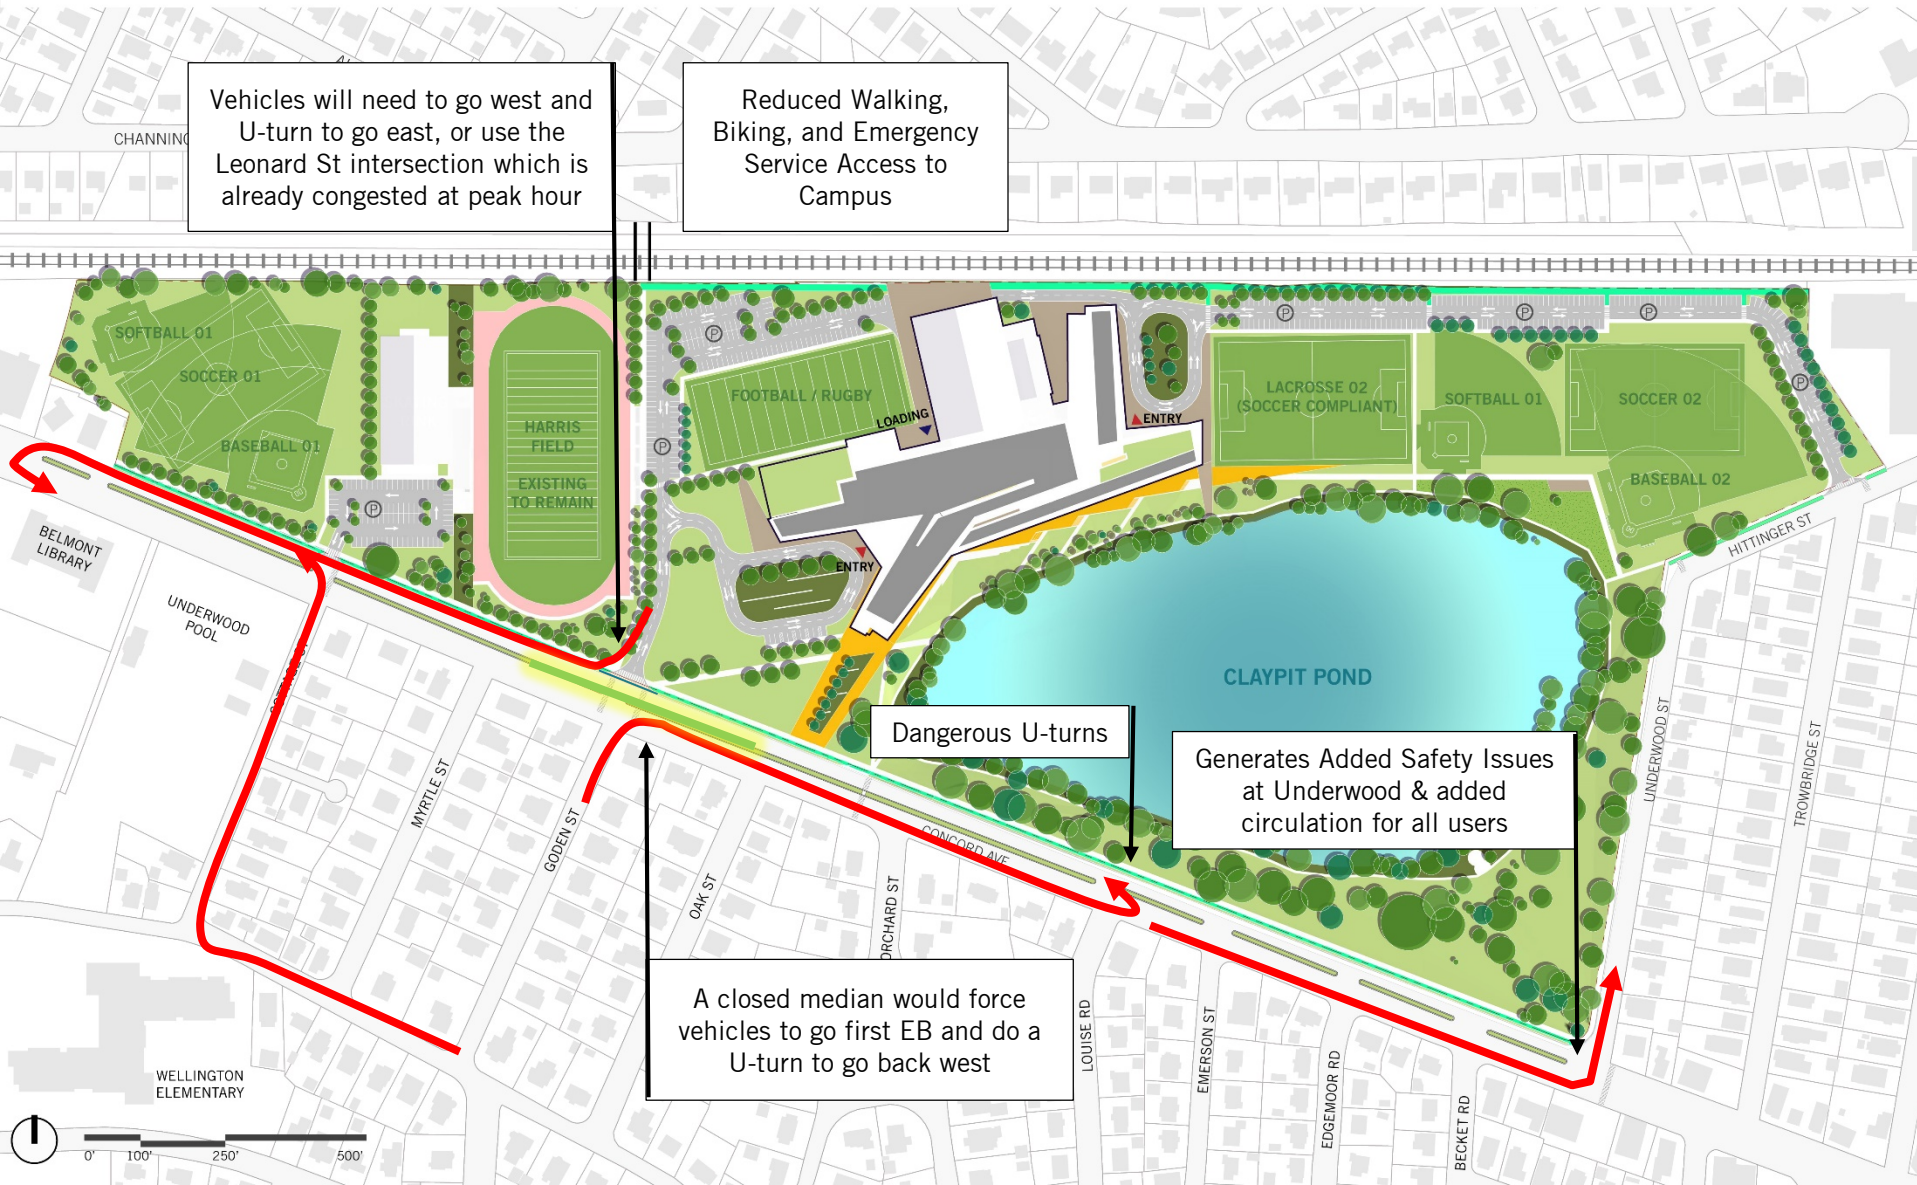 Vehicles will need to go west and
U-turn to go east, or use the
Leonard St intersection which is
already congested at peak hour
Reduced Walking,
Biking, and Emergency
Service Access to
Campus
SOFTBALL 01
SOCCER 01
BASEBALL 01
P
HARRIS
FIELD
EXISTING
TO REMAIN
P
P
FOOTBALL / RUGBY
LOADING
ENTRY
ENTRY
P
P
P
P
LACROSSE 02
(SOCCER COMPLIANT)
SOFTBALL 01
SOCCER 02
BASEBALL 02
HITTINGER ST
BELMONT
LIBRARY
UNDERWOOD
POOL
CLAYPIT POND
Dangerous U-turns
Generates Added Safety Issues
at Underwood & added
circulation for all users
UNDERWOOD ST
TROWBRIDGE ST
MYRTLE ST
GODEN ST
OAK ST
CONCORD AVE
ORCHARD ST
A closed median would force
vehicles to go first EB and do a
U-turn to go back west
LOUISE RD
EMERSON ST
EDGEMOOR RD
BECKET RD
WELLINGTON
ELEMENTARY
0' 100' 250' 500'